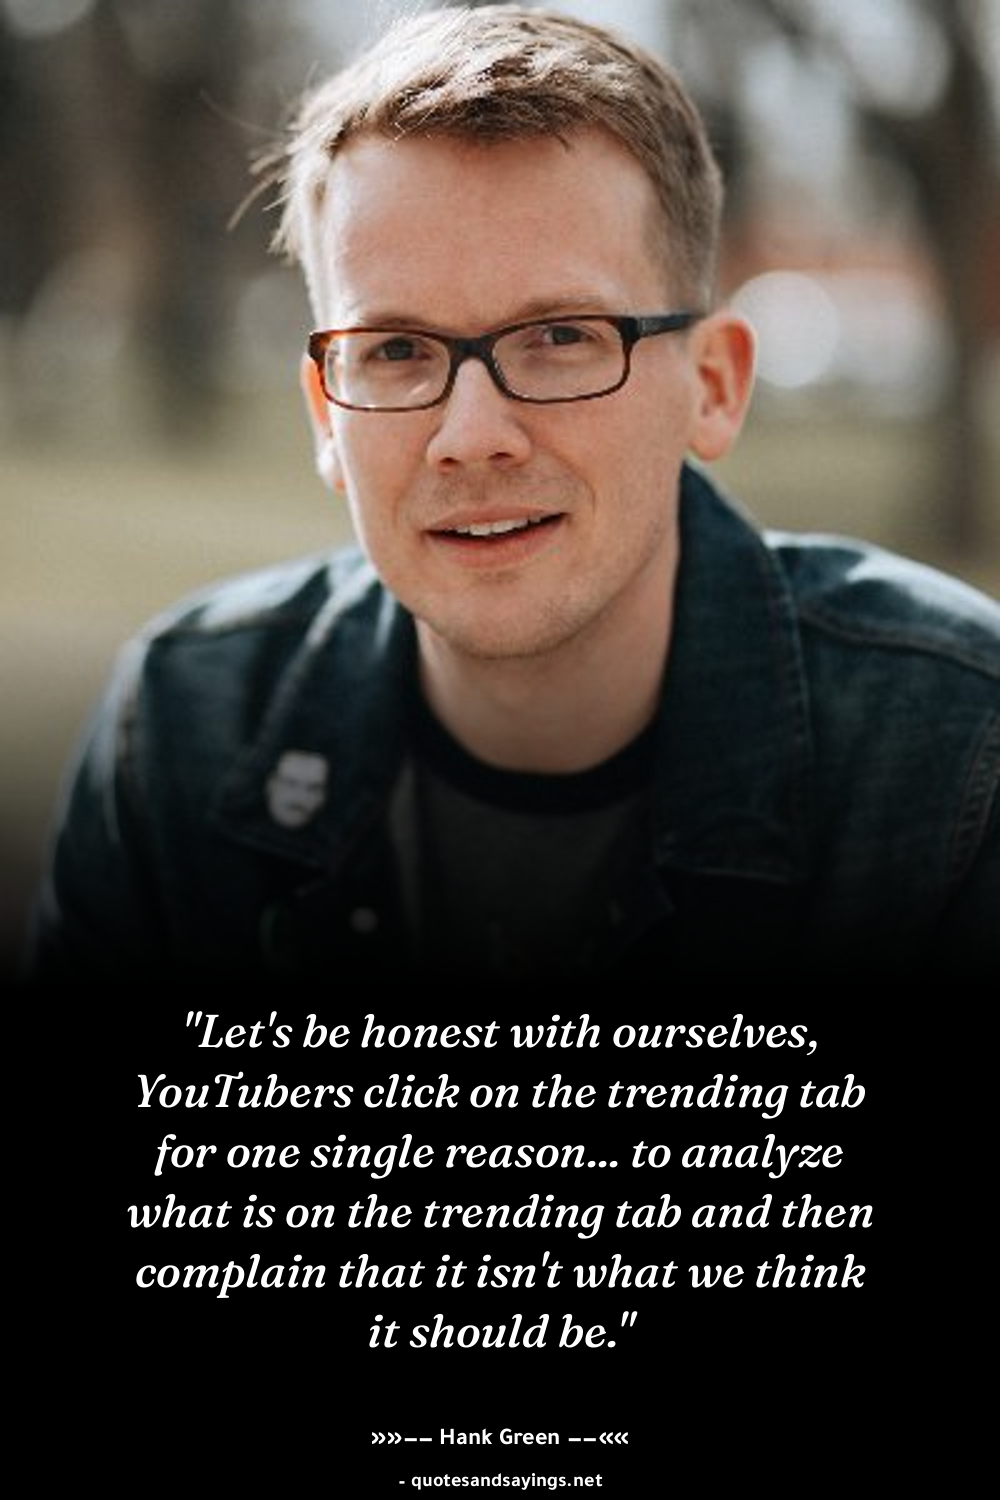 "Let's be honest with ourselves,
YouTubers click on the trending tab
for one single reason... to analyze
what is on the trending tab and then
complain that it isn't what we think
it should be."
»»–– Hank Green ––««
- quotesandsayings.net